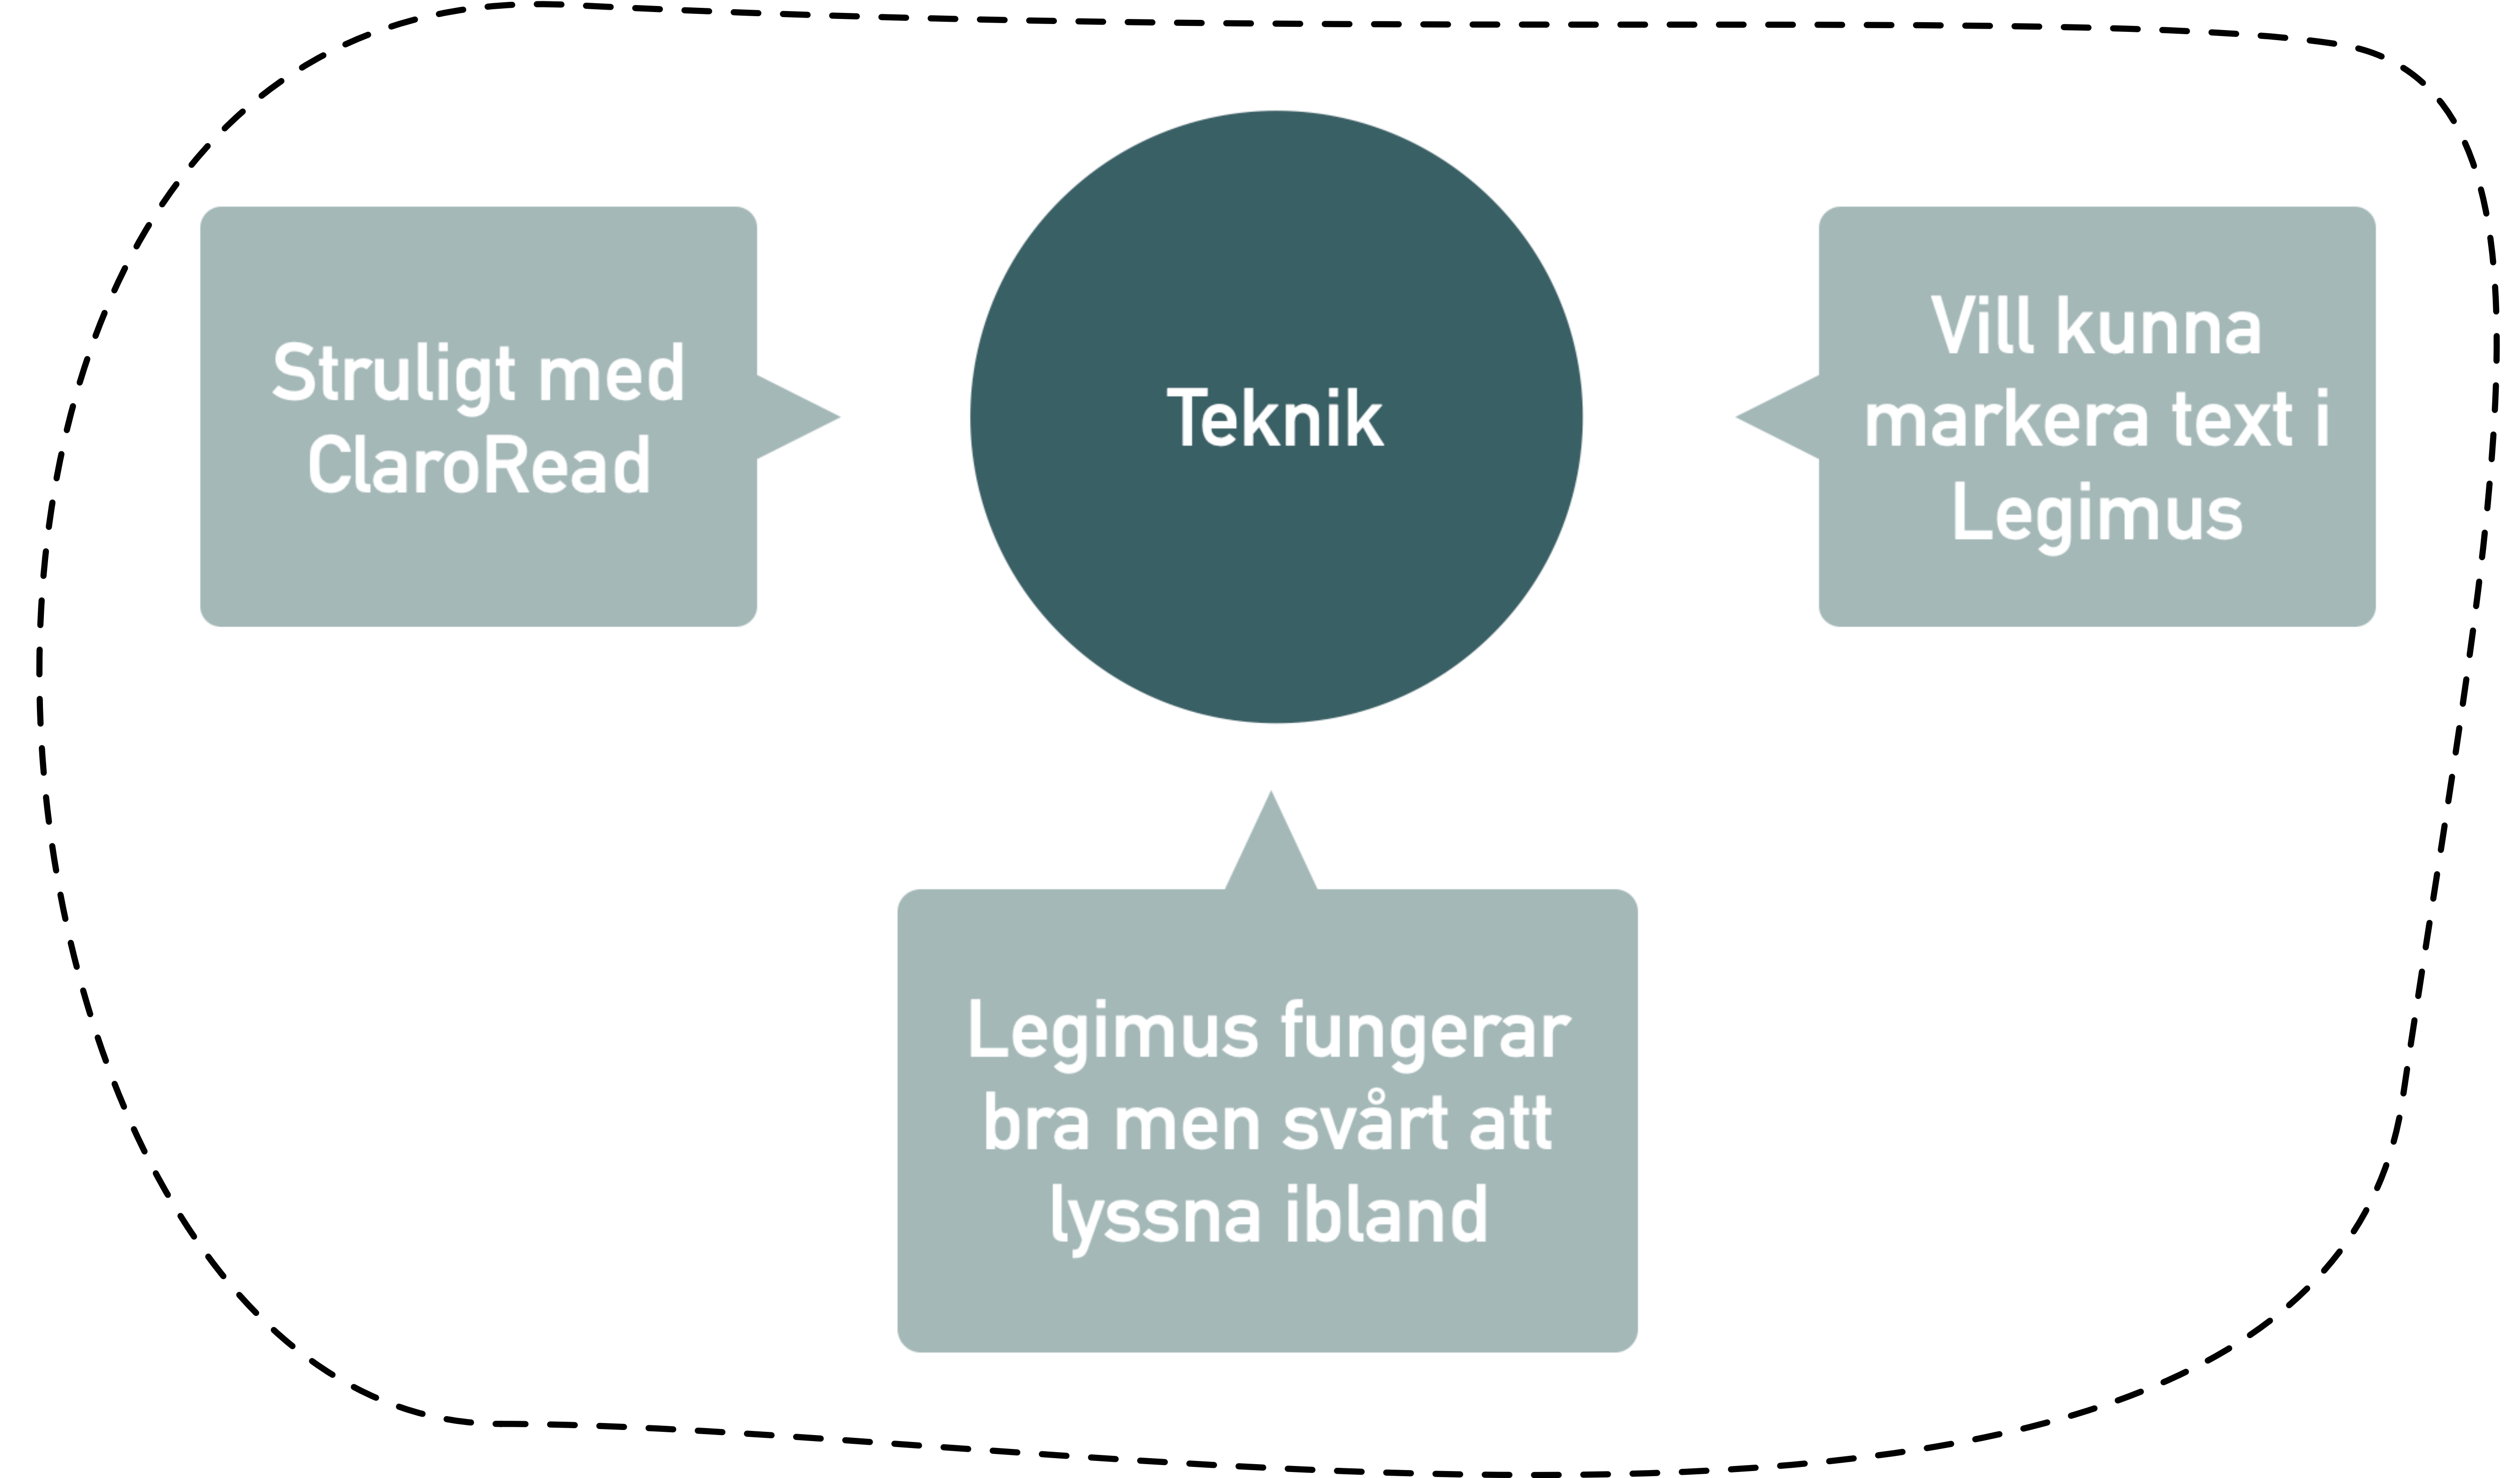 Struligt med
ClaroRead
Teknik
Vill kunna
markera text i
Legimus
Legimus fungerar
bra men svårt att
lyssna ibland